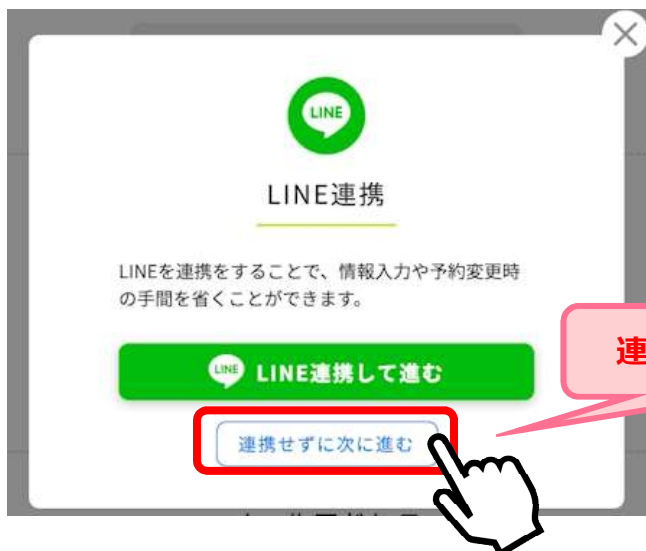 LINE
LINE連携
LINEを連携をすることで、情報入力や予約変更時
の手間を省くことができます。
LINE LINE連携して進む
連
連携せずに次に進む